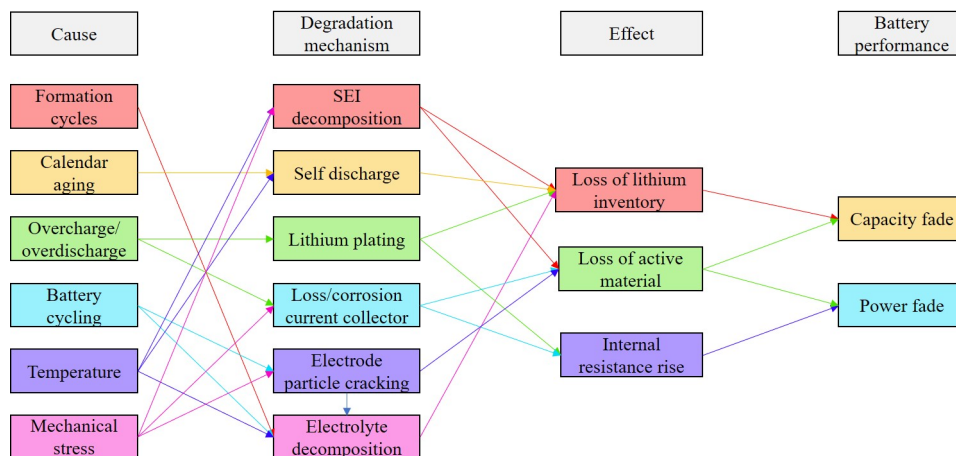 Cause
Degradation
mechanism
Effect
Battery
performance
Formation
cycles
SEI
decomposition
Calendar
aging
Self discharge
Loss of lithium
inventory
Overcharge/
overdischarge
Lithium plating
Capacity fade
Battery
cycling
Loss/corrosion
current collector
Loss of active
material
Power fade
Temperature
Electrode
particle cracking
Internal
resistance rise
Mechanical
stress
Electrolyte
decomposition